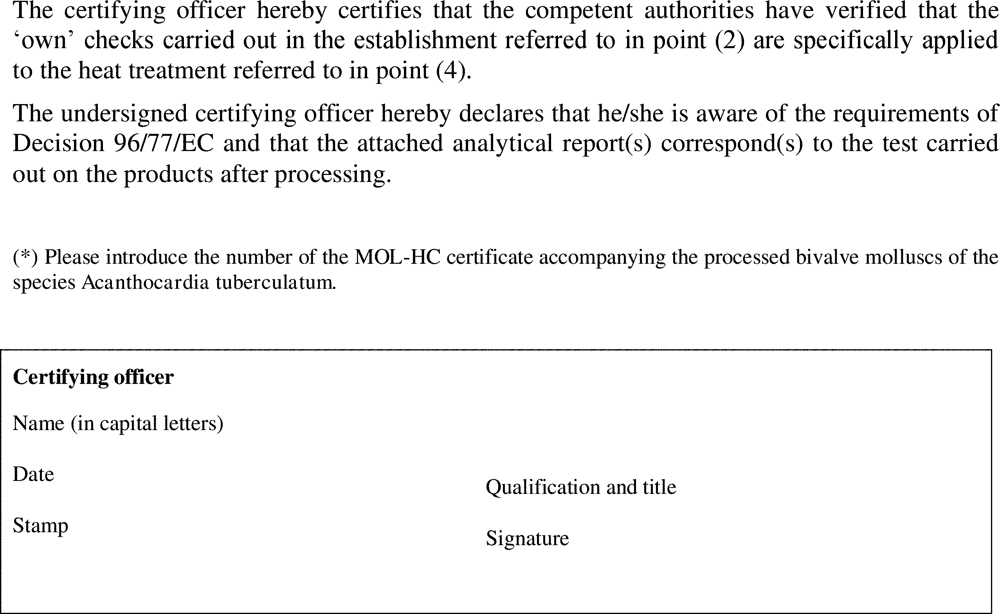 The certifying officer hereby certifies that the competent authorities have verified that the
‘own’ checks carried out in the establishment referred to in point (2) are specifically applied
to the heat treatment referred to in point (4).
The undersigned certifying officer hereby declares that he/she is aware of the requirements of
Decision 96/77/EC and that the attached analytical report(s) correspond(s) to the test carried
out on the products after processing.
(*) Please introduce the number of the MOL-HC certificate accompanying the processed bivalve molluscs of the
species Acanthocardia tuberculatum.
Certifying officer
Name (in capital letters)
Date
Qualification and title
Stamp
Signature